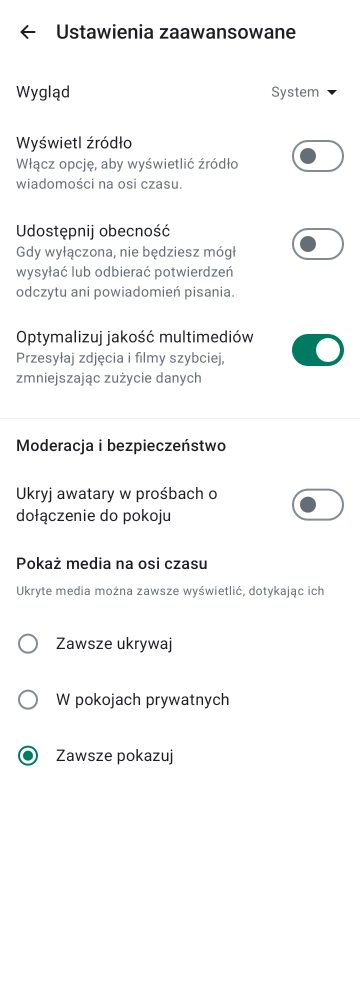 Ustawienia zaawansowane
Wygląd
System
Wyświetl źródło
Włącz opcję, aby wyświetlić źródło
wiadomości na osi czasu.
Udostępnij obecność
Gdy wyłączona, nie będziesz mógł
wysyłać lub odbierać potwierdzeń
odczytu ani powiadomień pisania.
Optymalizuj jakość multimediów
Przesyłaj zdjęcia i filmy szybciej,
zmniejszając zużycie danych
Moderacja i bezpieczeństwo
Ukryj awatary w prośbach o
dołączenie do pokoju
Pokaż media na osi czasu
Ukryte media można zawsze wyświetlić, dotykając ich
Zawsze ukrywaj
W pokojach prywatnych
Zawsze pokazuj